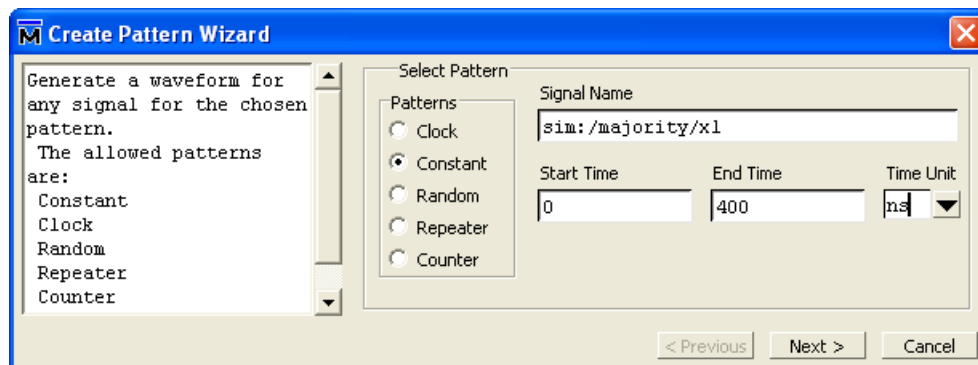 M Create Pattern Wizard
Generate a waveform for
any signal for the chosen
pattern.
The allowed patterns
are:
Constant
Clock
Random
Repeater
Counter
Select Pattern
Patterns
Clock
Constant
Random
Repeater
Counter
Signal Name
sim:/majority/x1
Start Time End Time Time Unit
0 400 ns
< Previous Next > Cancel